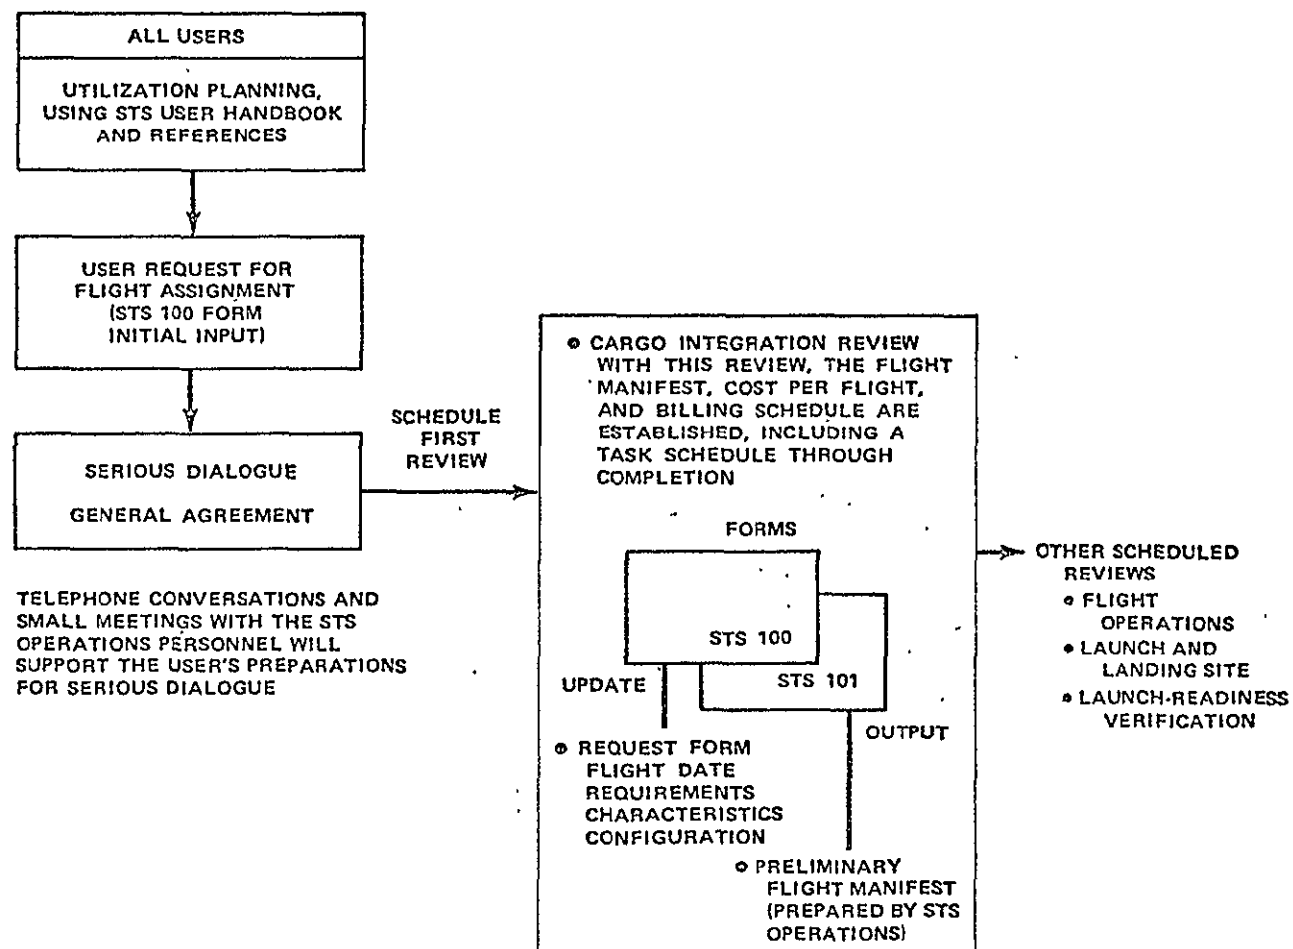 ALL USERS
UTILIZATION PLANNING,
USING STS USER HANDBOOK
AND REFERENCES
USER REQUEST FOR
FLIGHT ASSIGNMENT
(STS 100 FORM
INITIAL INPUT)
SERIOUS DIALOGUE
GENERAL AGREEMENT
TELEPHONE CONVERSATIONS AND
SMALL MEETINGS WITH THE STS
OPERATIONS PERSONNEL WILL
SUPPORT THE USER'S PREPARATIONS
FOR SERIOUS DIALOGUE
SCHEDULE
FIRST
REVIEW
• CARGO INTEGRATION REVIEW
WITH THIS REVIEW, THE FLIGHT
MANIFEST, COST PER FLIGHT,
AND BILLING SCHEDULE ARE
ESTABLISHED, INCLUDING A
TASK SCHEDULE THROUGH
COMPLETION
FORMS
STS 100
STS 101
UPDATE
OUTPUT
• REQUEST FORM
FLIGHT DATE
REQUIREMENTS
CHARACTERISTICS
CONFIGURATION
• PRELIMINARY
FLIGHT MANIFEST
(PREPARED BY STS
OPERATIONS)
OTHER SCHEDULED
REVIEWS
• FLIGHT
OPERATIONS
• LAUNCH AND
LANDING SITE
• LAUNCH-READINESS
VERIFICATION